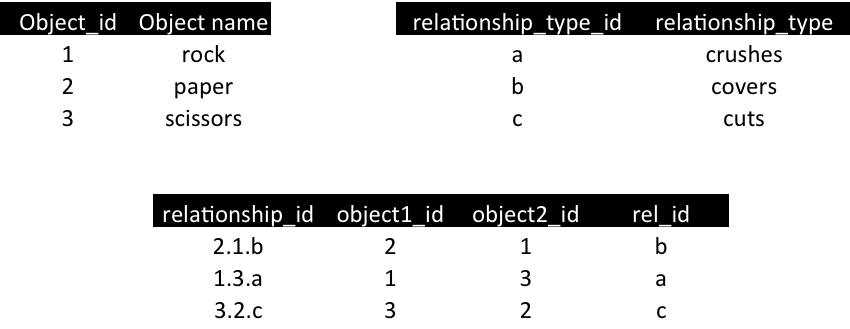 Object_id Object name relationship_type_id relationship_type
1 rock a crushes
2 paper b covers
3 scissors c cuts
relationship_id object1_id object2_id rel_id
2.1.b 2 1 b
1.3.a 1 3 a
3.2.c 3 2 c